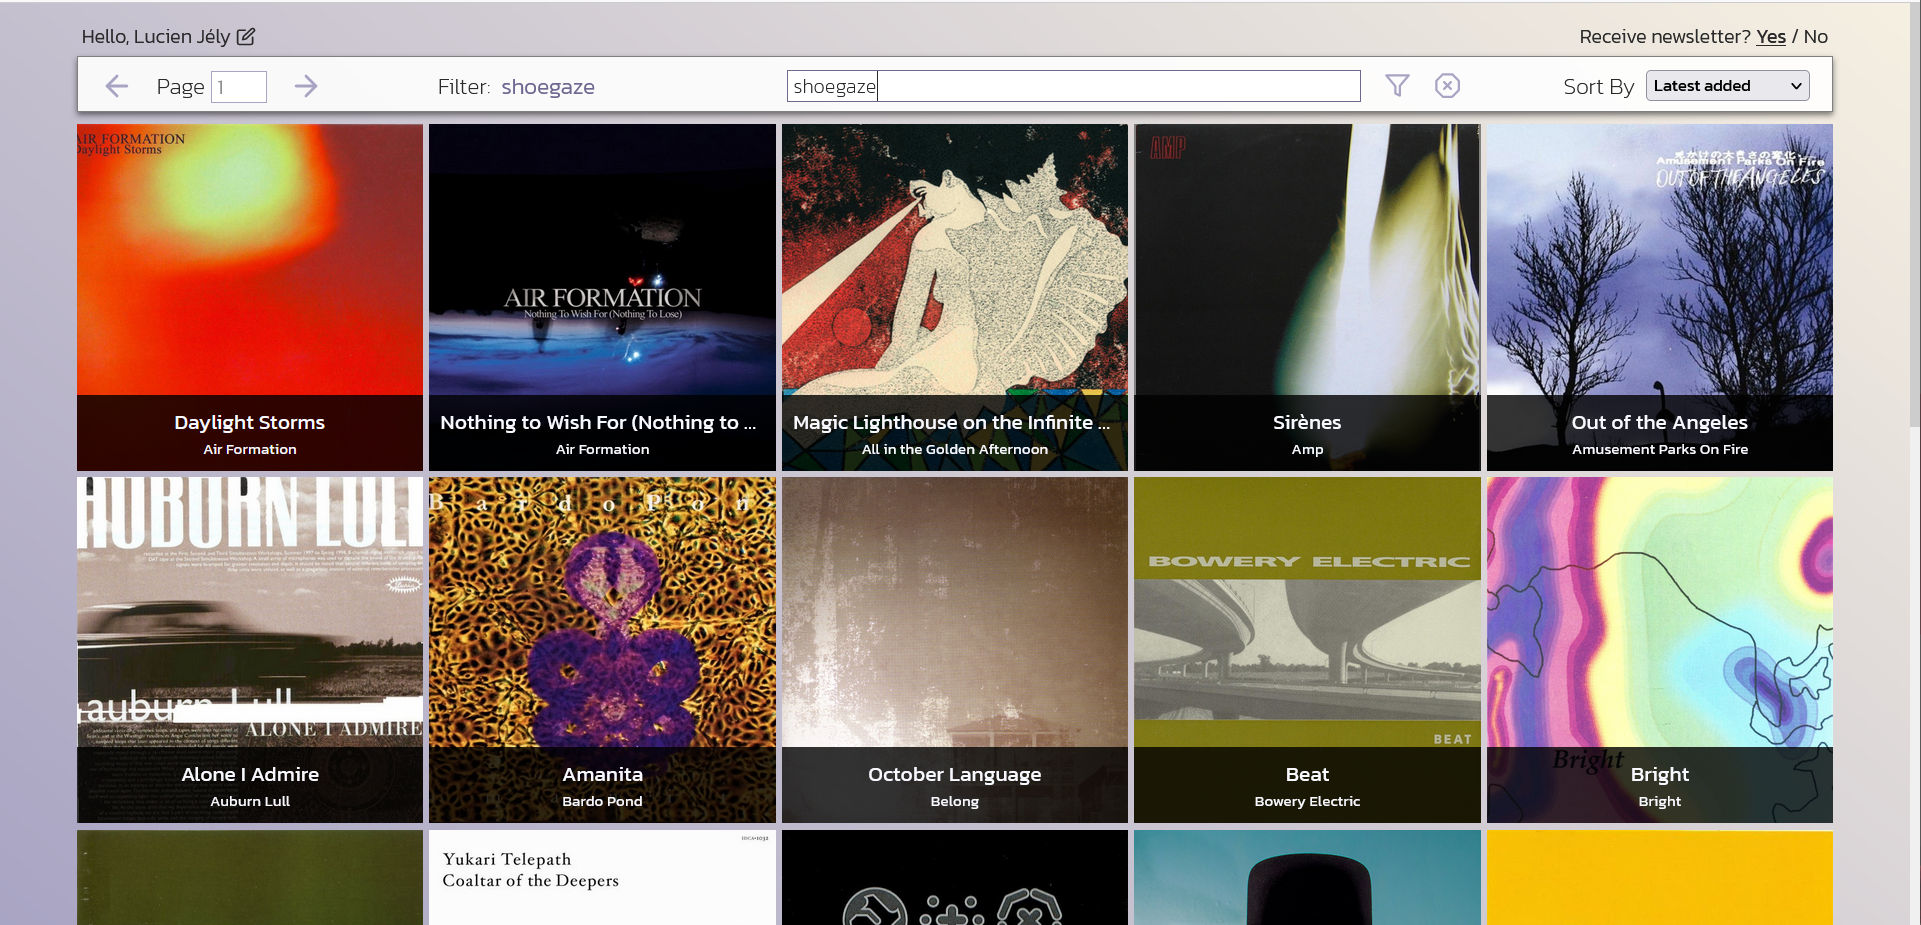 Hello, Lucien Jély
Receive newsletter? Yes / No
Page 1
Filter: shoegaze
shoegaze
Sort By Latest added
AIR FORMATION
Daylight Storms
Daylight Storms
Air Formation
AIR FORMATION
Nothing To Wish For (Nothing To Lose)
Nothing to Wish For (Nothing to ...
Air Formation
Magic Lighthouse on the Infinite ...
All in the Golden Afternoon
AMP
Sirènes
Amp
Amusement Parks On Fire
OUT OF THE ANGELES
Out of the Angeles
Amusement Parks On Fire
AUBURN LULL
auburn Lull
ALONE I ADMIRE
Alone I Admire
Auburn Lull
Bardo Pon
Amanita
Bardo Pond
October Language
Belong
BOWERY ELECTRIC
BEAT
Beat
Bowery Electric
Bright
Bright
Bright
Yukari Telepath
Coaltar of the Deepers